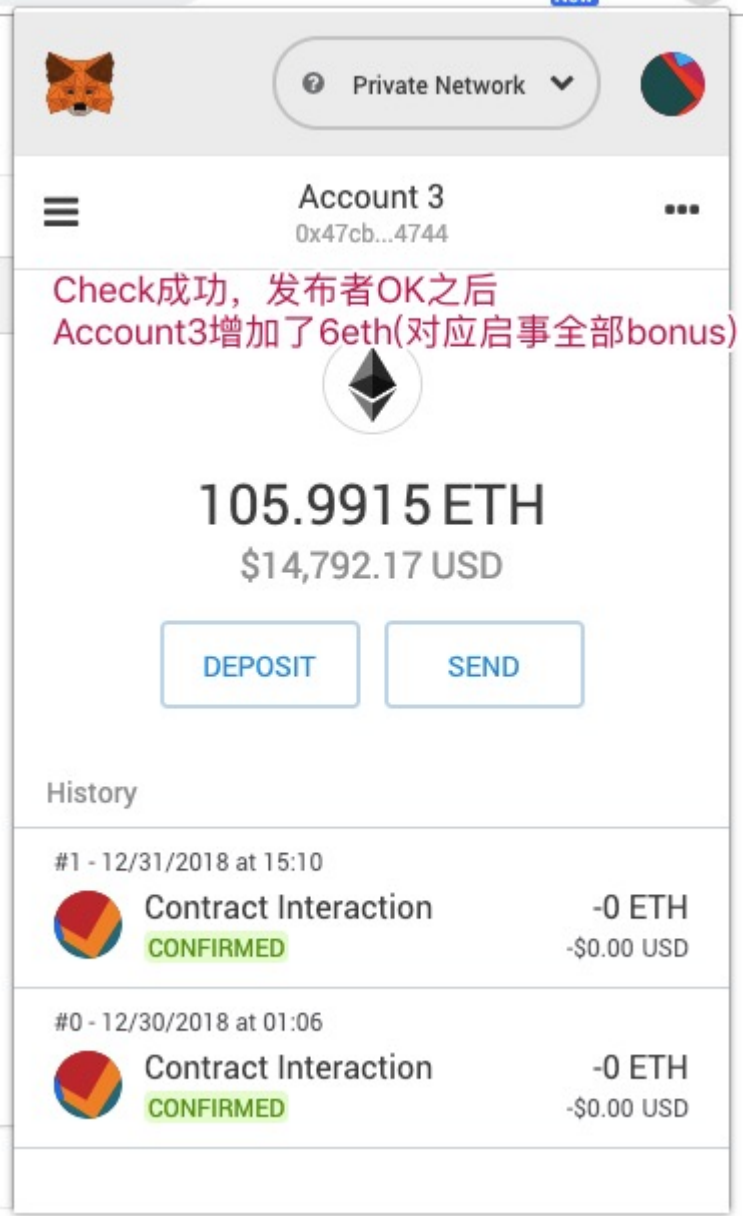 Private Network
Account 3
0x47cb...4744
Check成功，发布者OK之后
Account3增加了6eth(对应启事全部bonus)
105.9915 ETH
$14,792.17 USD
DEPOSIT
SEND
History
#1 - 12/31/2018 at 15:10
Contract Interaction
-0 ETH
CONFIRMED
-$0.00 USD
#0 - 12/30/2018 at 01:06
Contract Interaction
-0 ETH
CONFIRMED
-$0.00 USD